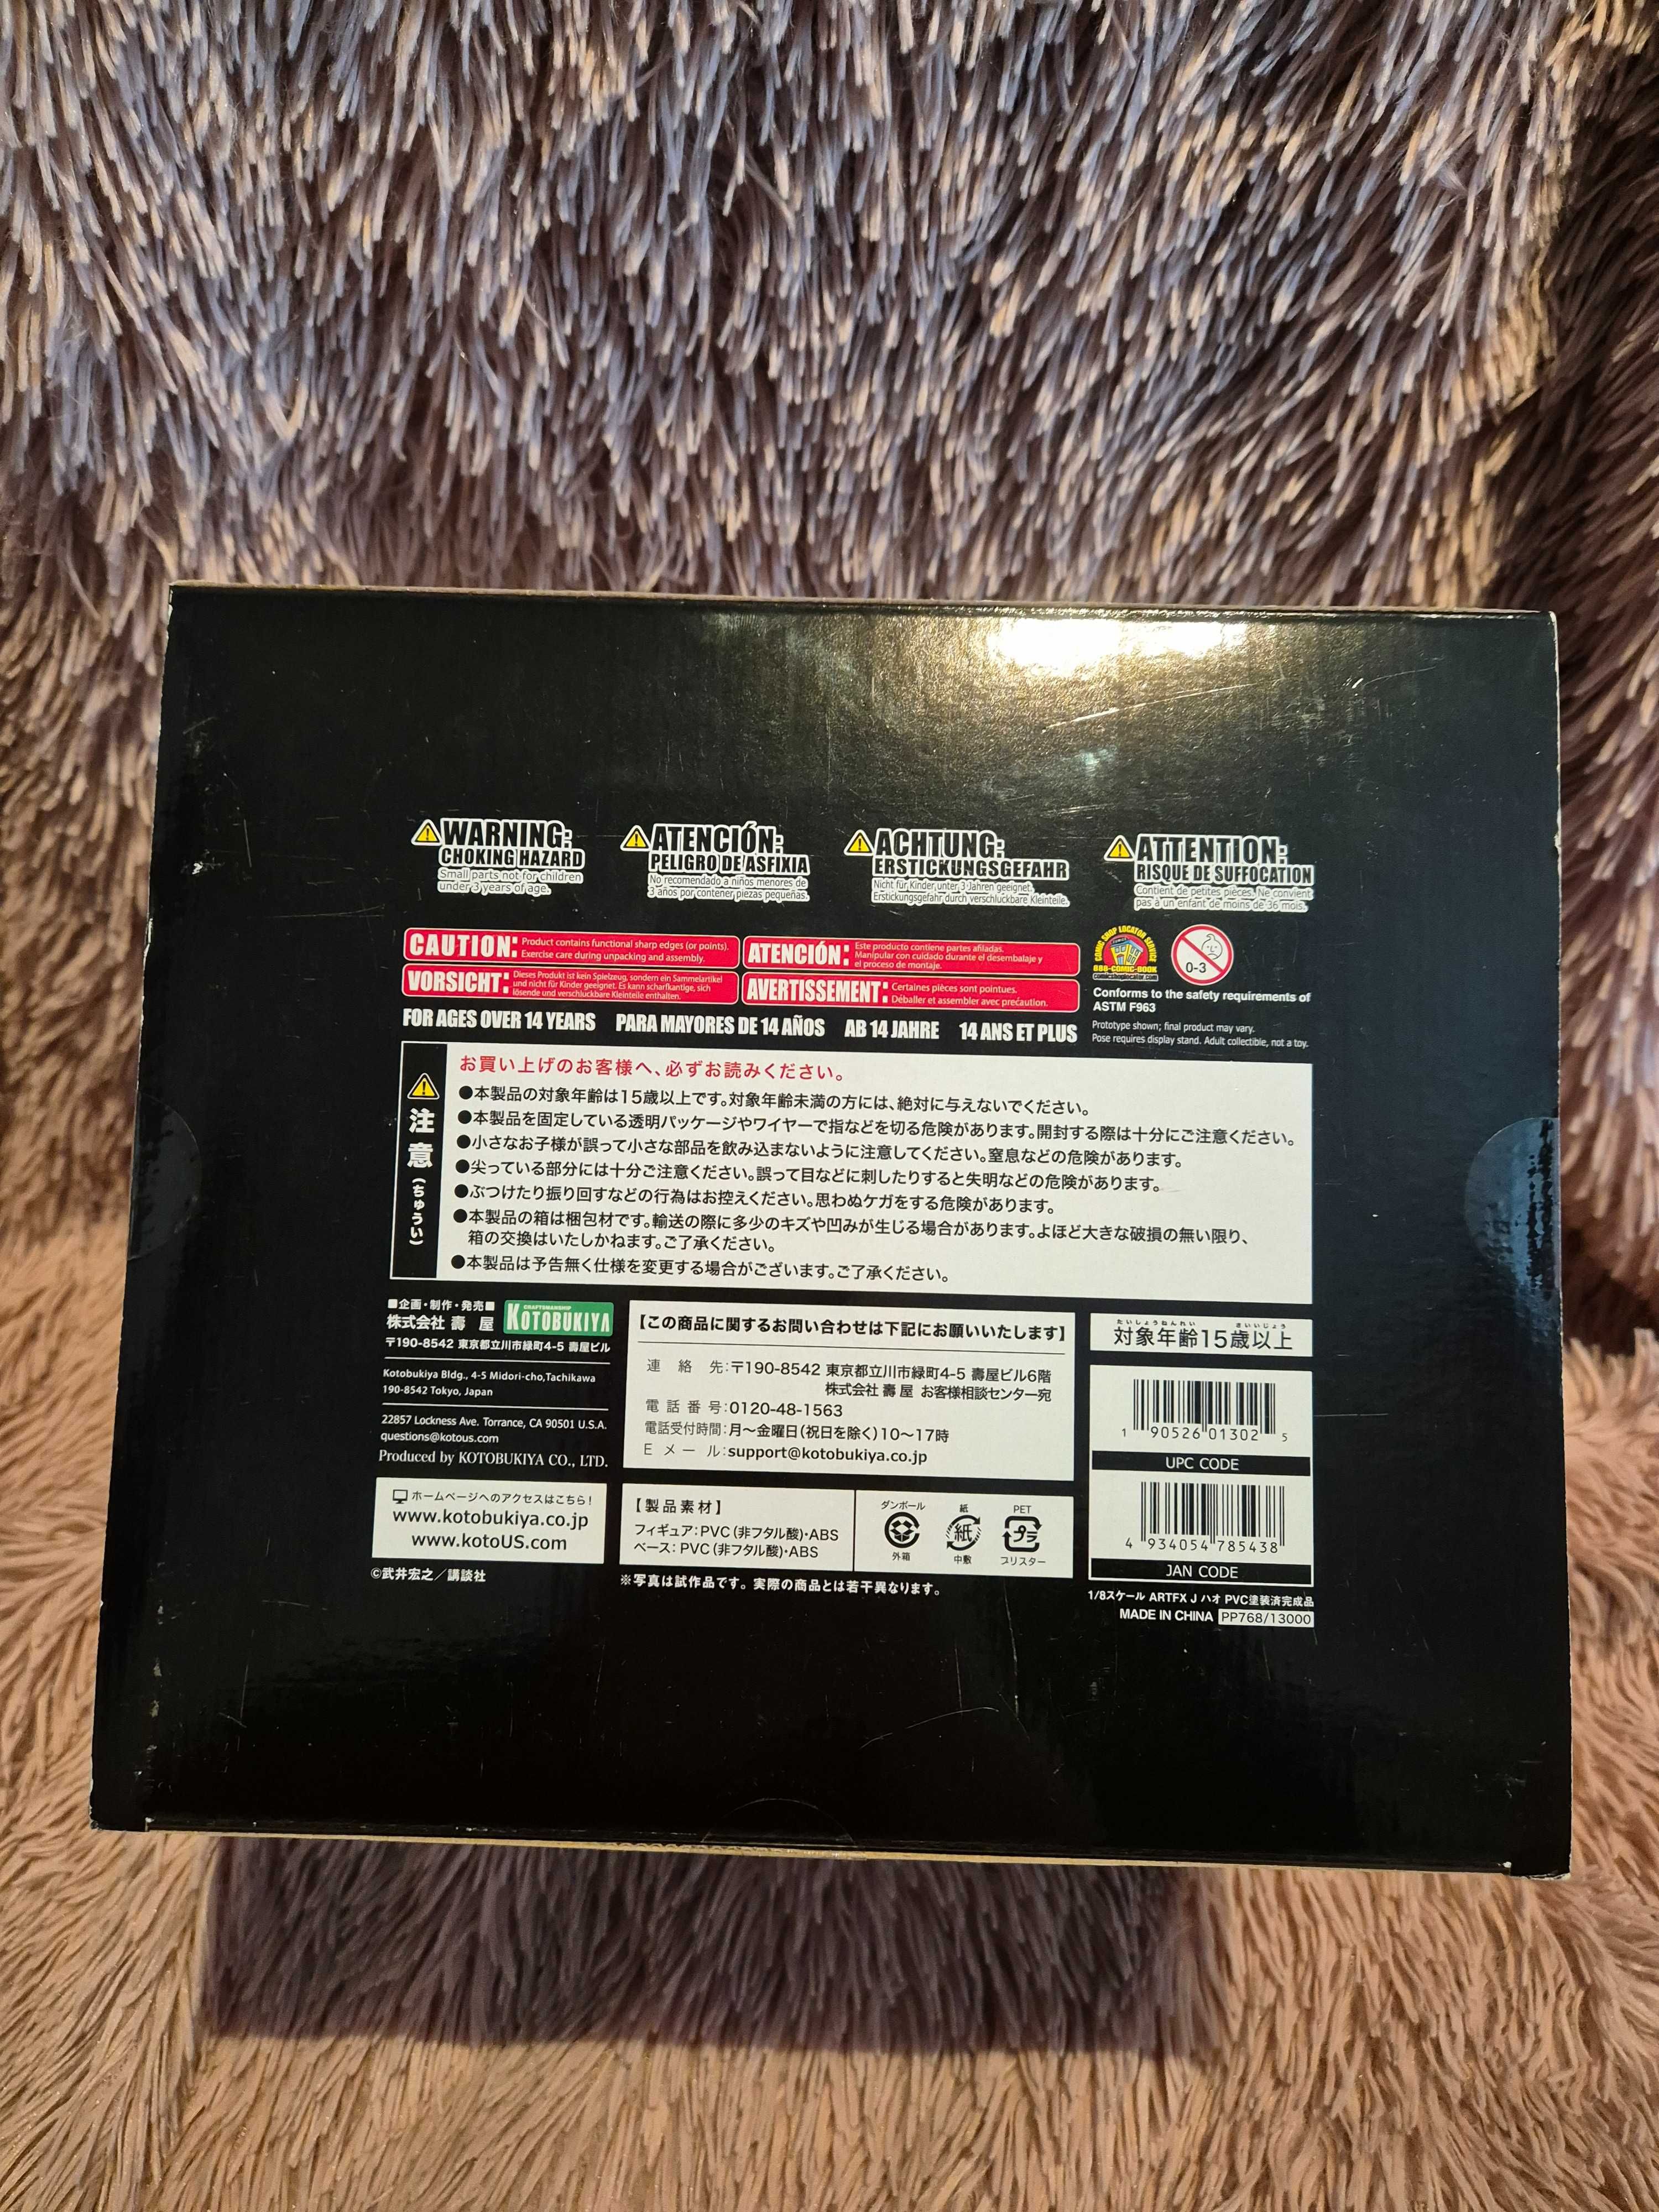 WARNING:
CHOKING HAZARD
Small parts not for children
under 3 years of age.
ATENCIÓN:
PELIGRO DE ASFIXIA
No recomendado a niños menores de
3 años por contener piezas pequeñas.
ACHTUNG:
ERSTICKUNGSGEFAHR
Nicht für Kinder unter 3 Jahren geeignet.
Erstickungsgefahr durch verschluckbare Kleinteile.
ATTENTION:
RISQUE DE SUFFOCATION
Contient de petites pièces. Ne convient
pas à un enfant de moins de 36 mois.
CAUTION: Product contains functional sharp edges (or points).
Exercise care during unpacking and assembly.
ATENCIÓN: Este producto contiene partes afiladas.
Manipular con cuidado durante el desembalaje y
el proceso de montaje.
VORSICHT: Dieses Produkt ist kein Spielzeug, sondern ein Sammelartikel
und nicht für Kinder geeignet. Es kann scharfkantige, sich
lösende und verschluckbare Kleinteile enthalten.
AVERTISSEMENT: Certaines pièces sont pointues.
Déballer et assembler avec précaution.
COMIC SHOP LOCATOR SERVICE
888-COMIC-BOOK
comicshoplocator.com
0-3
Conforms to the safety requirements of
ASTM F963
Prototype shown; final product may vary.
Pose requires display stand. Adult collectible, not a toy.
FOR AGES OVER 14 YEARS PARA MAYORES DE 14 AÑOS AB 14 JAHRE 14 ANS ET PLUS
注意(ちゅうい)
お買い上げのお客様へ、必ずお読みください。
●本製品の対象年齢は15歳以上です。対象年齢未満の方には、絶対に与えないでください。
●本製品を固定している透明パッケージやワイヤーで指などを切る危険があります。開封する際は十分にご注意ください。
●小さなお子様が誤って小さな部品を飲み込まないように注意してください。窒息などの危険があります。
●尖っている部分には十分ご注意ください。誤って目などに刺したりすると失明などの危険があります。
●ぶつけたり振り回すなどの行為はお控えください。思わぬケガをする危険があります。
●本製品の箱は梱包材です。輸送の際に多少のキズや凹みが生じる場合があります。よほど大きな破損の無い限り、
箱の交換はいたしかねます。ご了承ください。
●本製品は予告無く仕様を変更する場合がございます。ご了承ください。
■企画・制作・発売■
株式会社 壽 屋
CRAFTSMANSHIP
KOTOBUKIYA
〒190-8542 東京都立川市緑町4-5 壽屋ビル
Kotobukiya Bldg., 4-5 Midori-cho,Tachikawa
190-8542 Tokyo, Japan
22857 Lockness Ave. Torrance, CA 90501 U.S.A.
questions@kotous.com
Produced by KOTOBUKIYA CO., LTD.
ホームページへのアクセスはこちら!
www.kotobukiya.co.jp
www.kotoUS.com
©武井宏之/講談社
【この商品に関するお問い合わせは下記にお願いいたします】
連絡先:〒190-8542 東京都立川市緑町4-5 壽屋ビル6階
株式会社 壽屋 お客様相談センター宛
電話番号:0120-48-1563
電話受付時間:月〜金曜日(祝日を除く)10〜17時
Eメール:support@kotobukiya.co.jp
【製品素材】
フィギュア:PVC(非フタル酸)・ABS
ベース:PVC(非フタル酸)・ABS
ダンボール
外箱
紙
紙
中敷
PET
プラ
ブリスター
※写真は試作品です。実際の商品とは若干異なります。
たいしょうねんれい さいいじょう
対象年齢15歳以上
1 90526 01302 5
UPC CODE
4 934054 785438
JAN CODE
1/8スケール ARTFX J ハオ PVC塗装済完成品
MADE IN CHINA PP768/13000